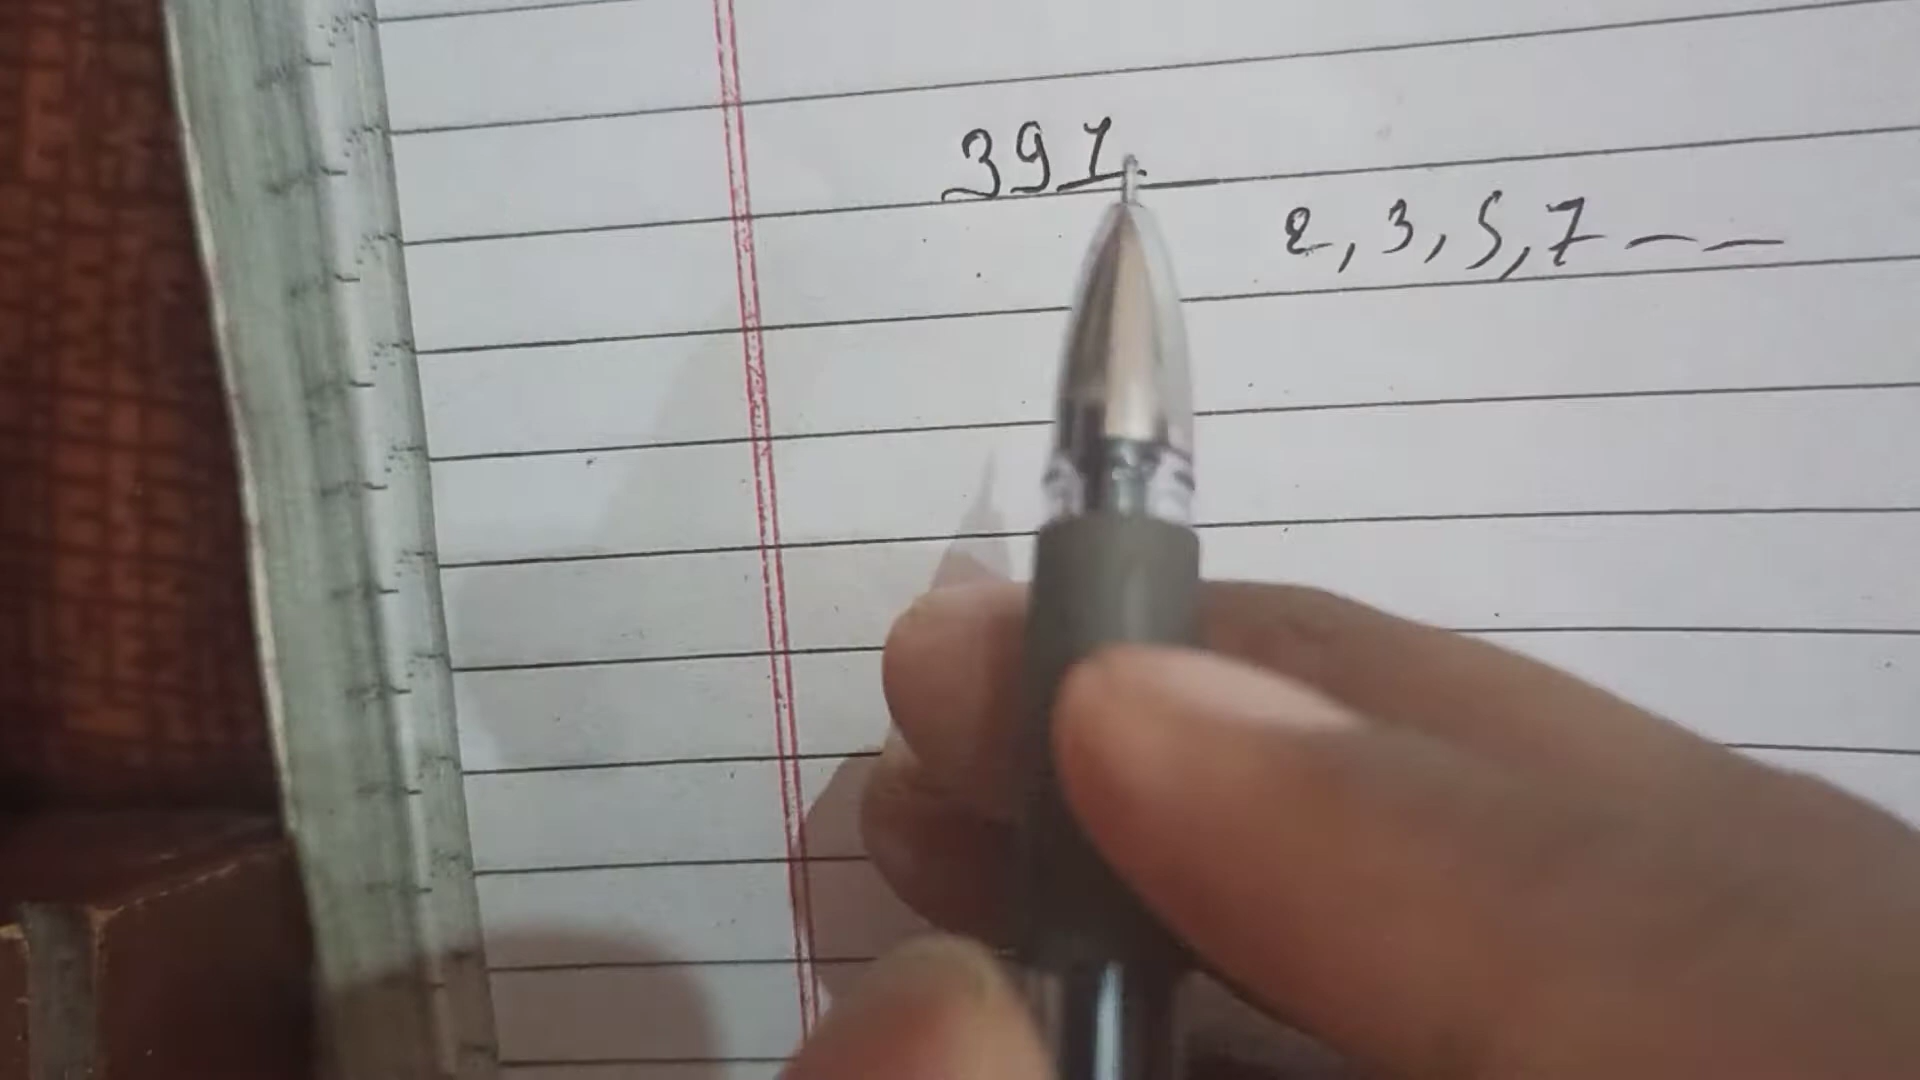 391
2, 3, 5, 7 – –